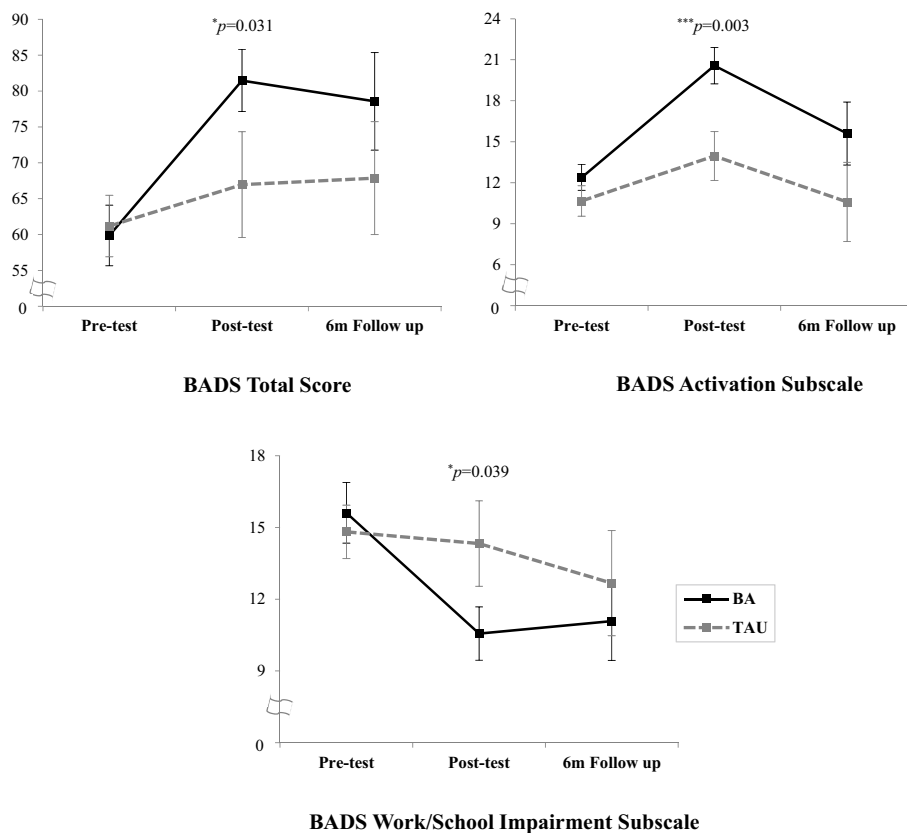 *p=0.031
90
85
80
75
70
65
60
55
0
Pre-test Post-test 6m Follow up
BADS Total Score
***p=0.003
24
21
18
15
12
9
6
0
Pre-test Post-test 6m Follow up
BADS Activation Subscale
*p=0.039
18
15
12
9
0
Pre-test Post-test 6m Follow up
BA
TAU
BADS Work/School Impairment Subscale